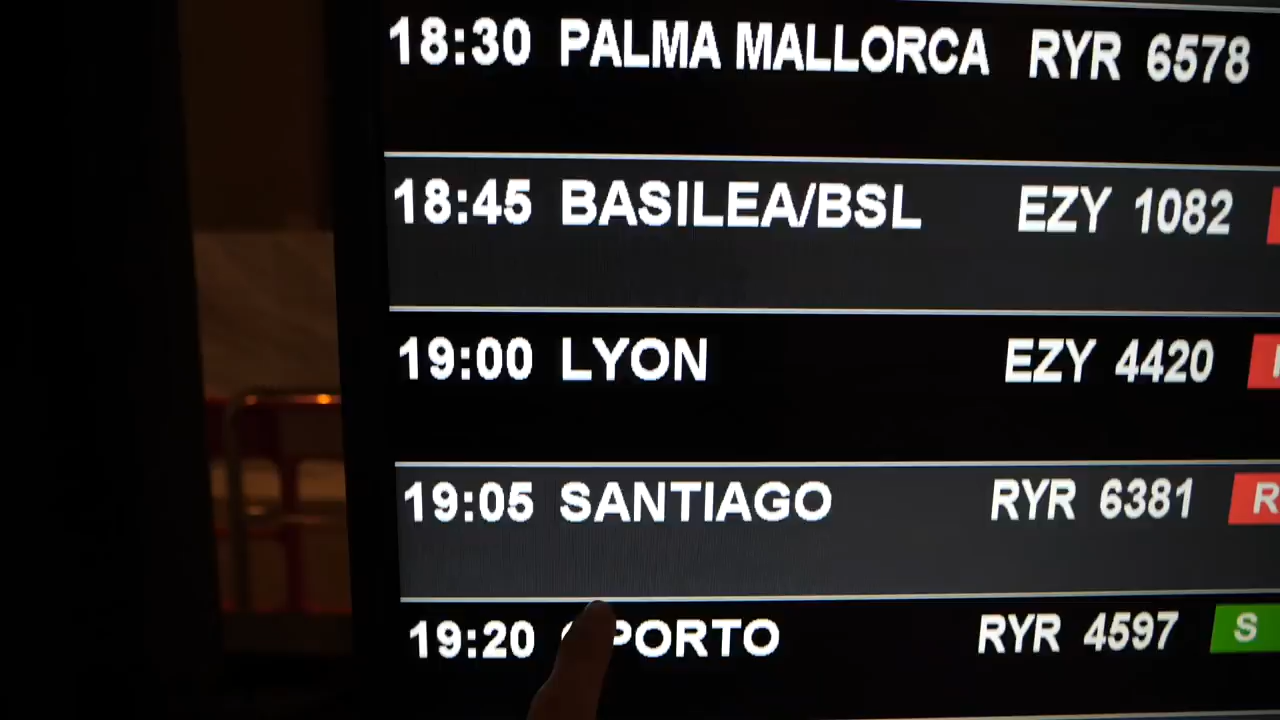 18:30 PALMA MALLORCA RYR 6578
18:45 BASILEA/BSL EZY 1082
19:00 LYON EZY 4420
19:05 SANTIAGO RYR 6381 R
19:20 OPORTO RYR 4597 S